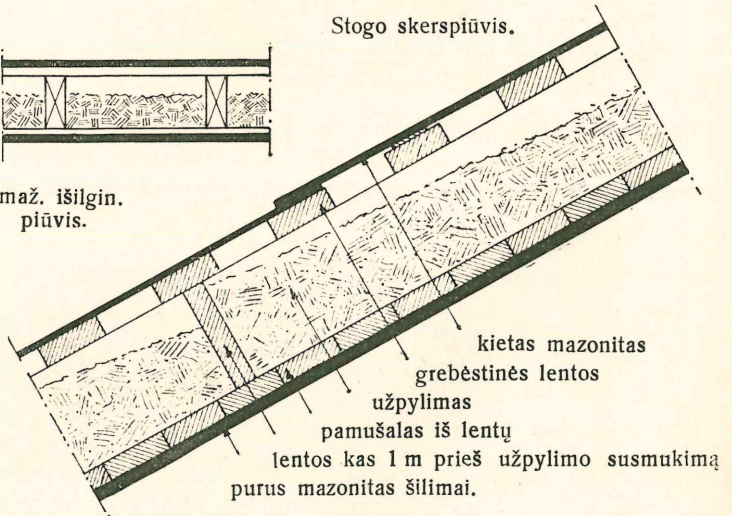 Stogo skerspiūvis.
maž. išilgin.
piūvis.
kietas mazonitas
grebėstinės lentos
užpylimas
pamušalas iš lentų
lentos kas 1 m prieš užpylimo susmukimą
purus mazonitas šilimai.